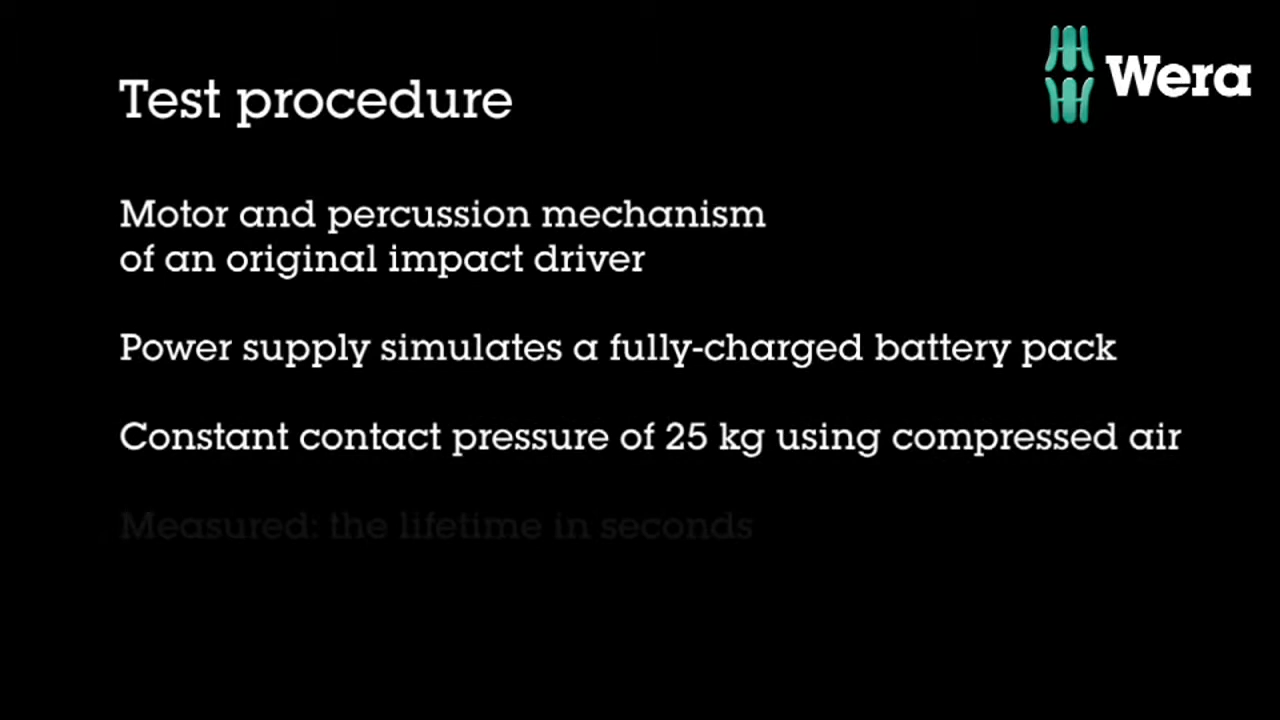 Wera
Test procedure
Motor and percussion mechanism
of an original impact driver
Power supply simulates a fully-charged battery pack
Constant contact pressure of 25 kg using compressed air
Measured: the lifetime in seconds